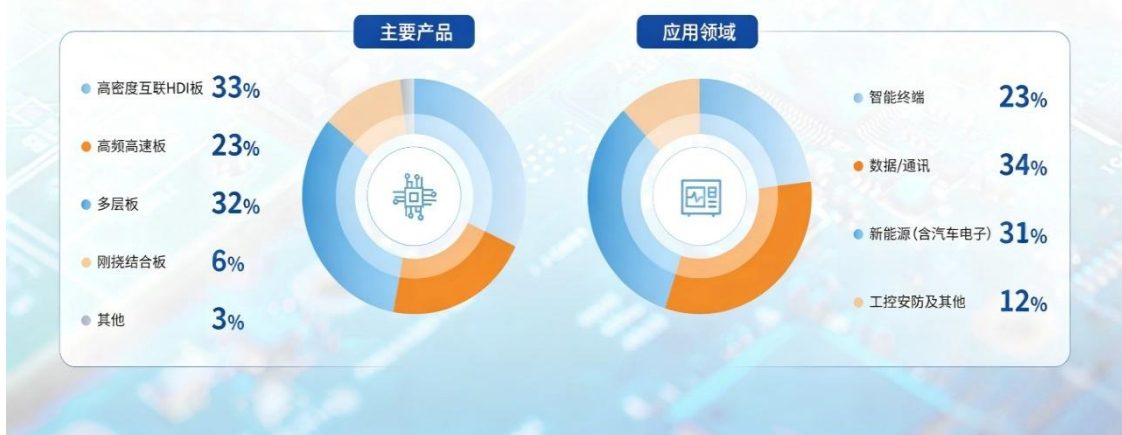 主要产品
高密度互联HDI板 33%
高频高速板 23%
多层板 32%
刚挠结合板 6%
其他 3%
应用领域
智能终端 23%
数据/通讯 34%
新能源(含汽车电子) 31%
工控安防及其他 12%